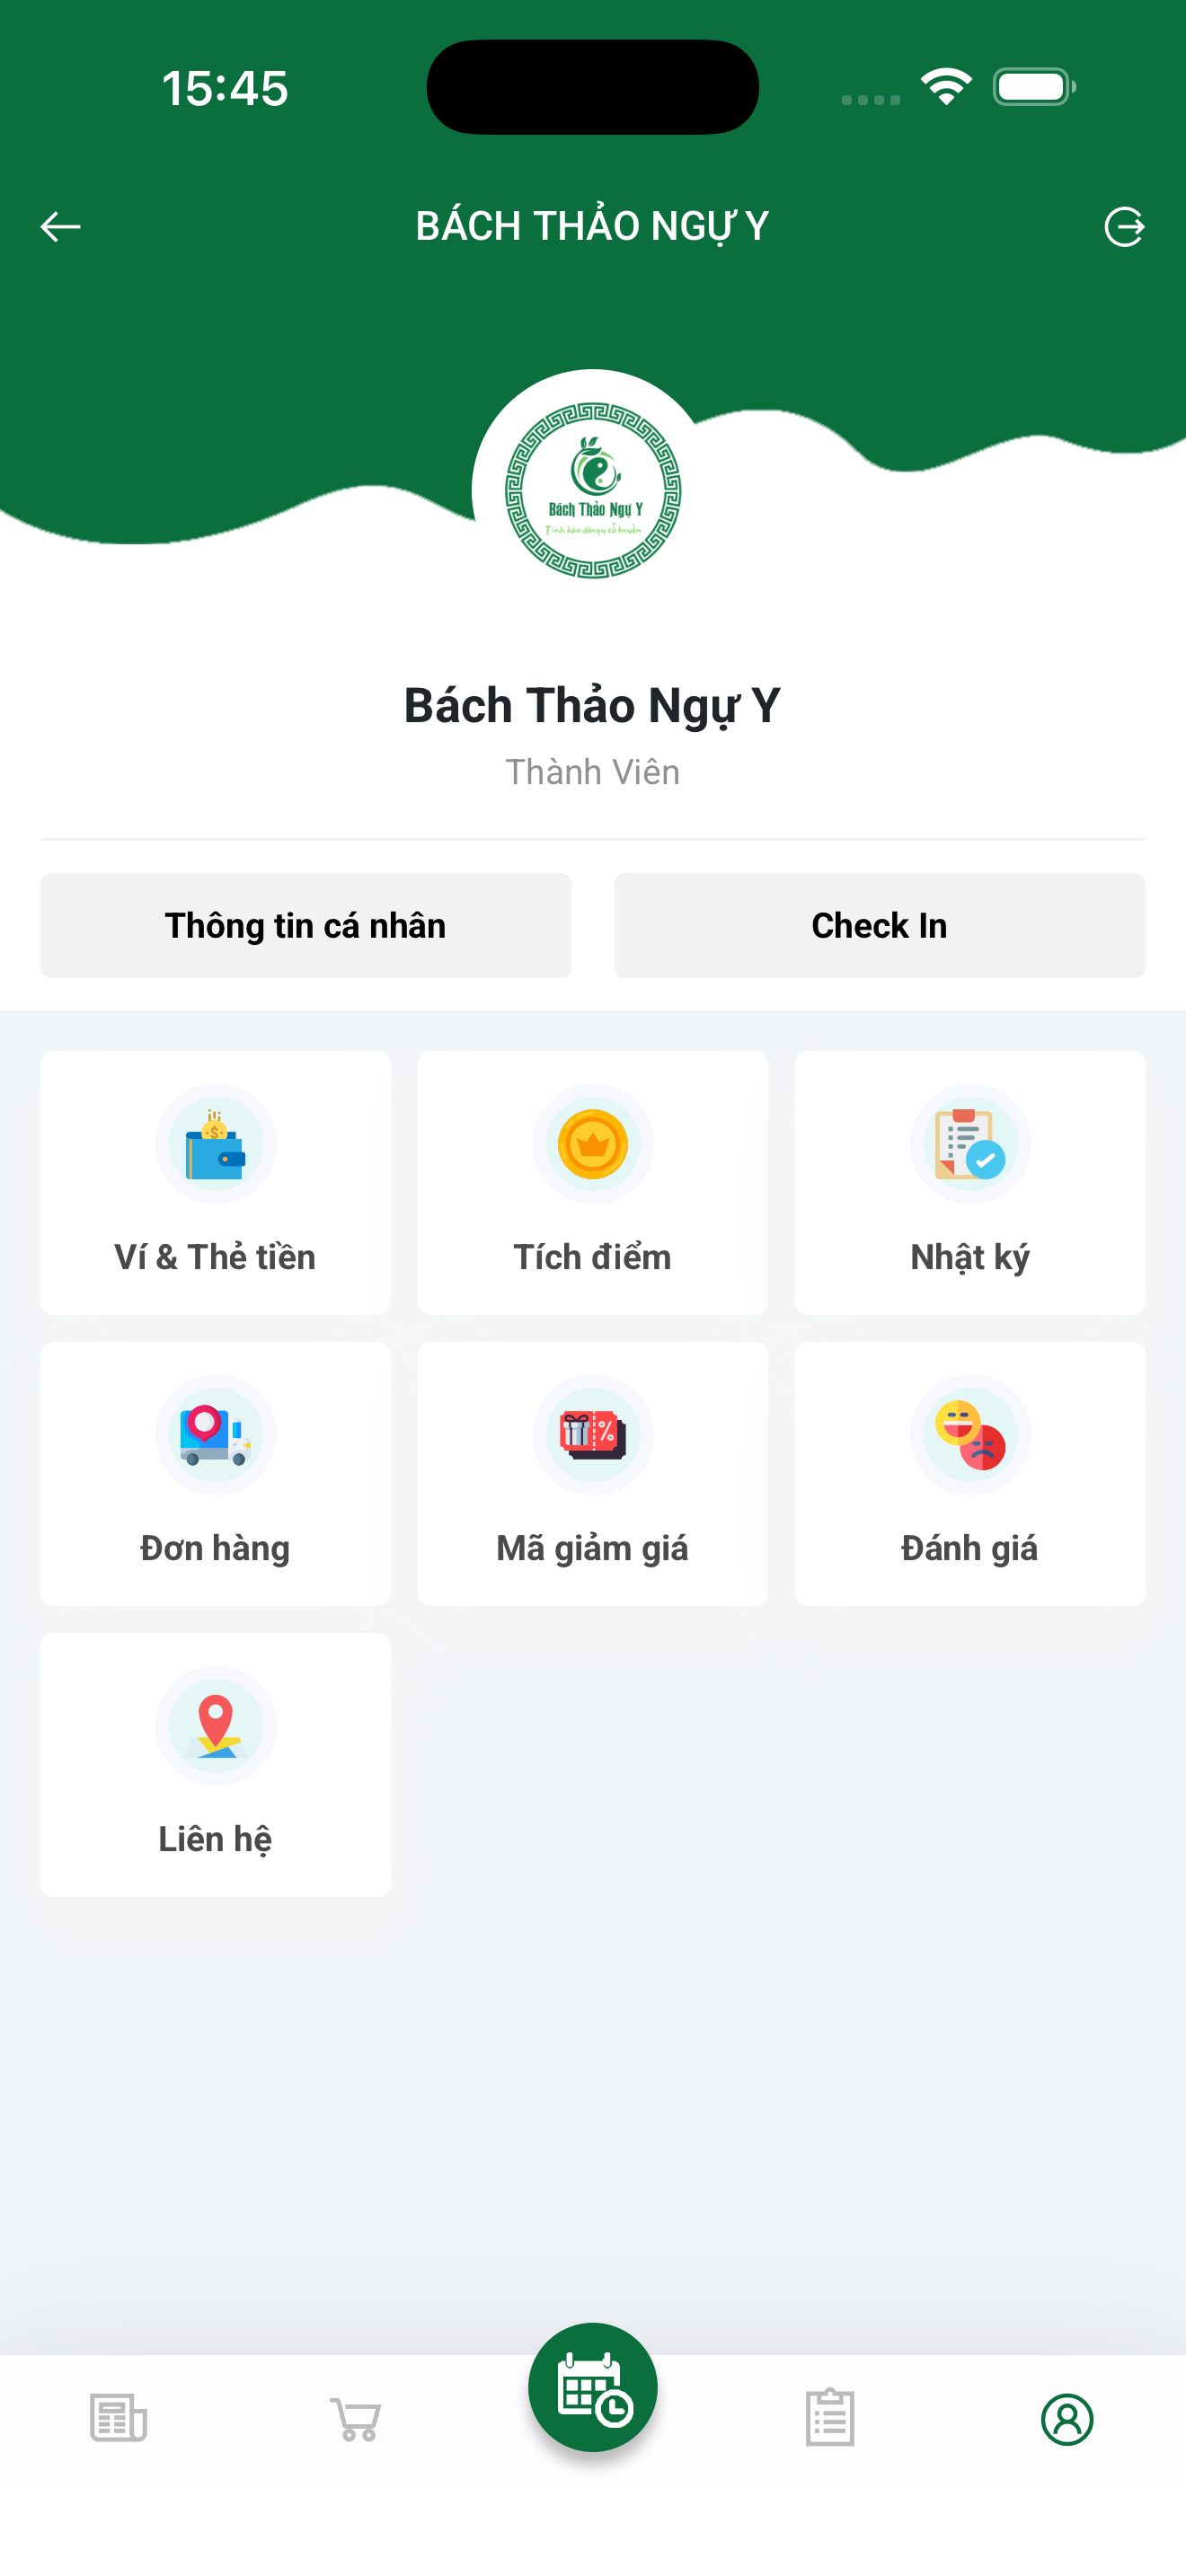 15:45
BÁCH THẢO NGỰ Y
Bách Thảo Ngự Y
Tinh hoa đông y cổ truyền
Bách Thảo Ngự Y
Thành Viên
Thông tin cá nhân
Check In
Ví & Thẻ tiền
Tích điểm
Nhật ký
Đơn hàng
Mã giảm giá
Đánh giá
Liên hệ